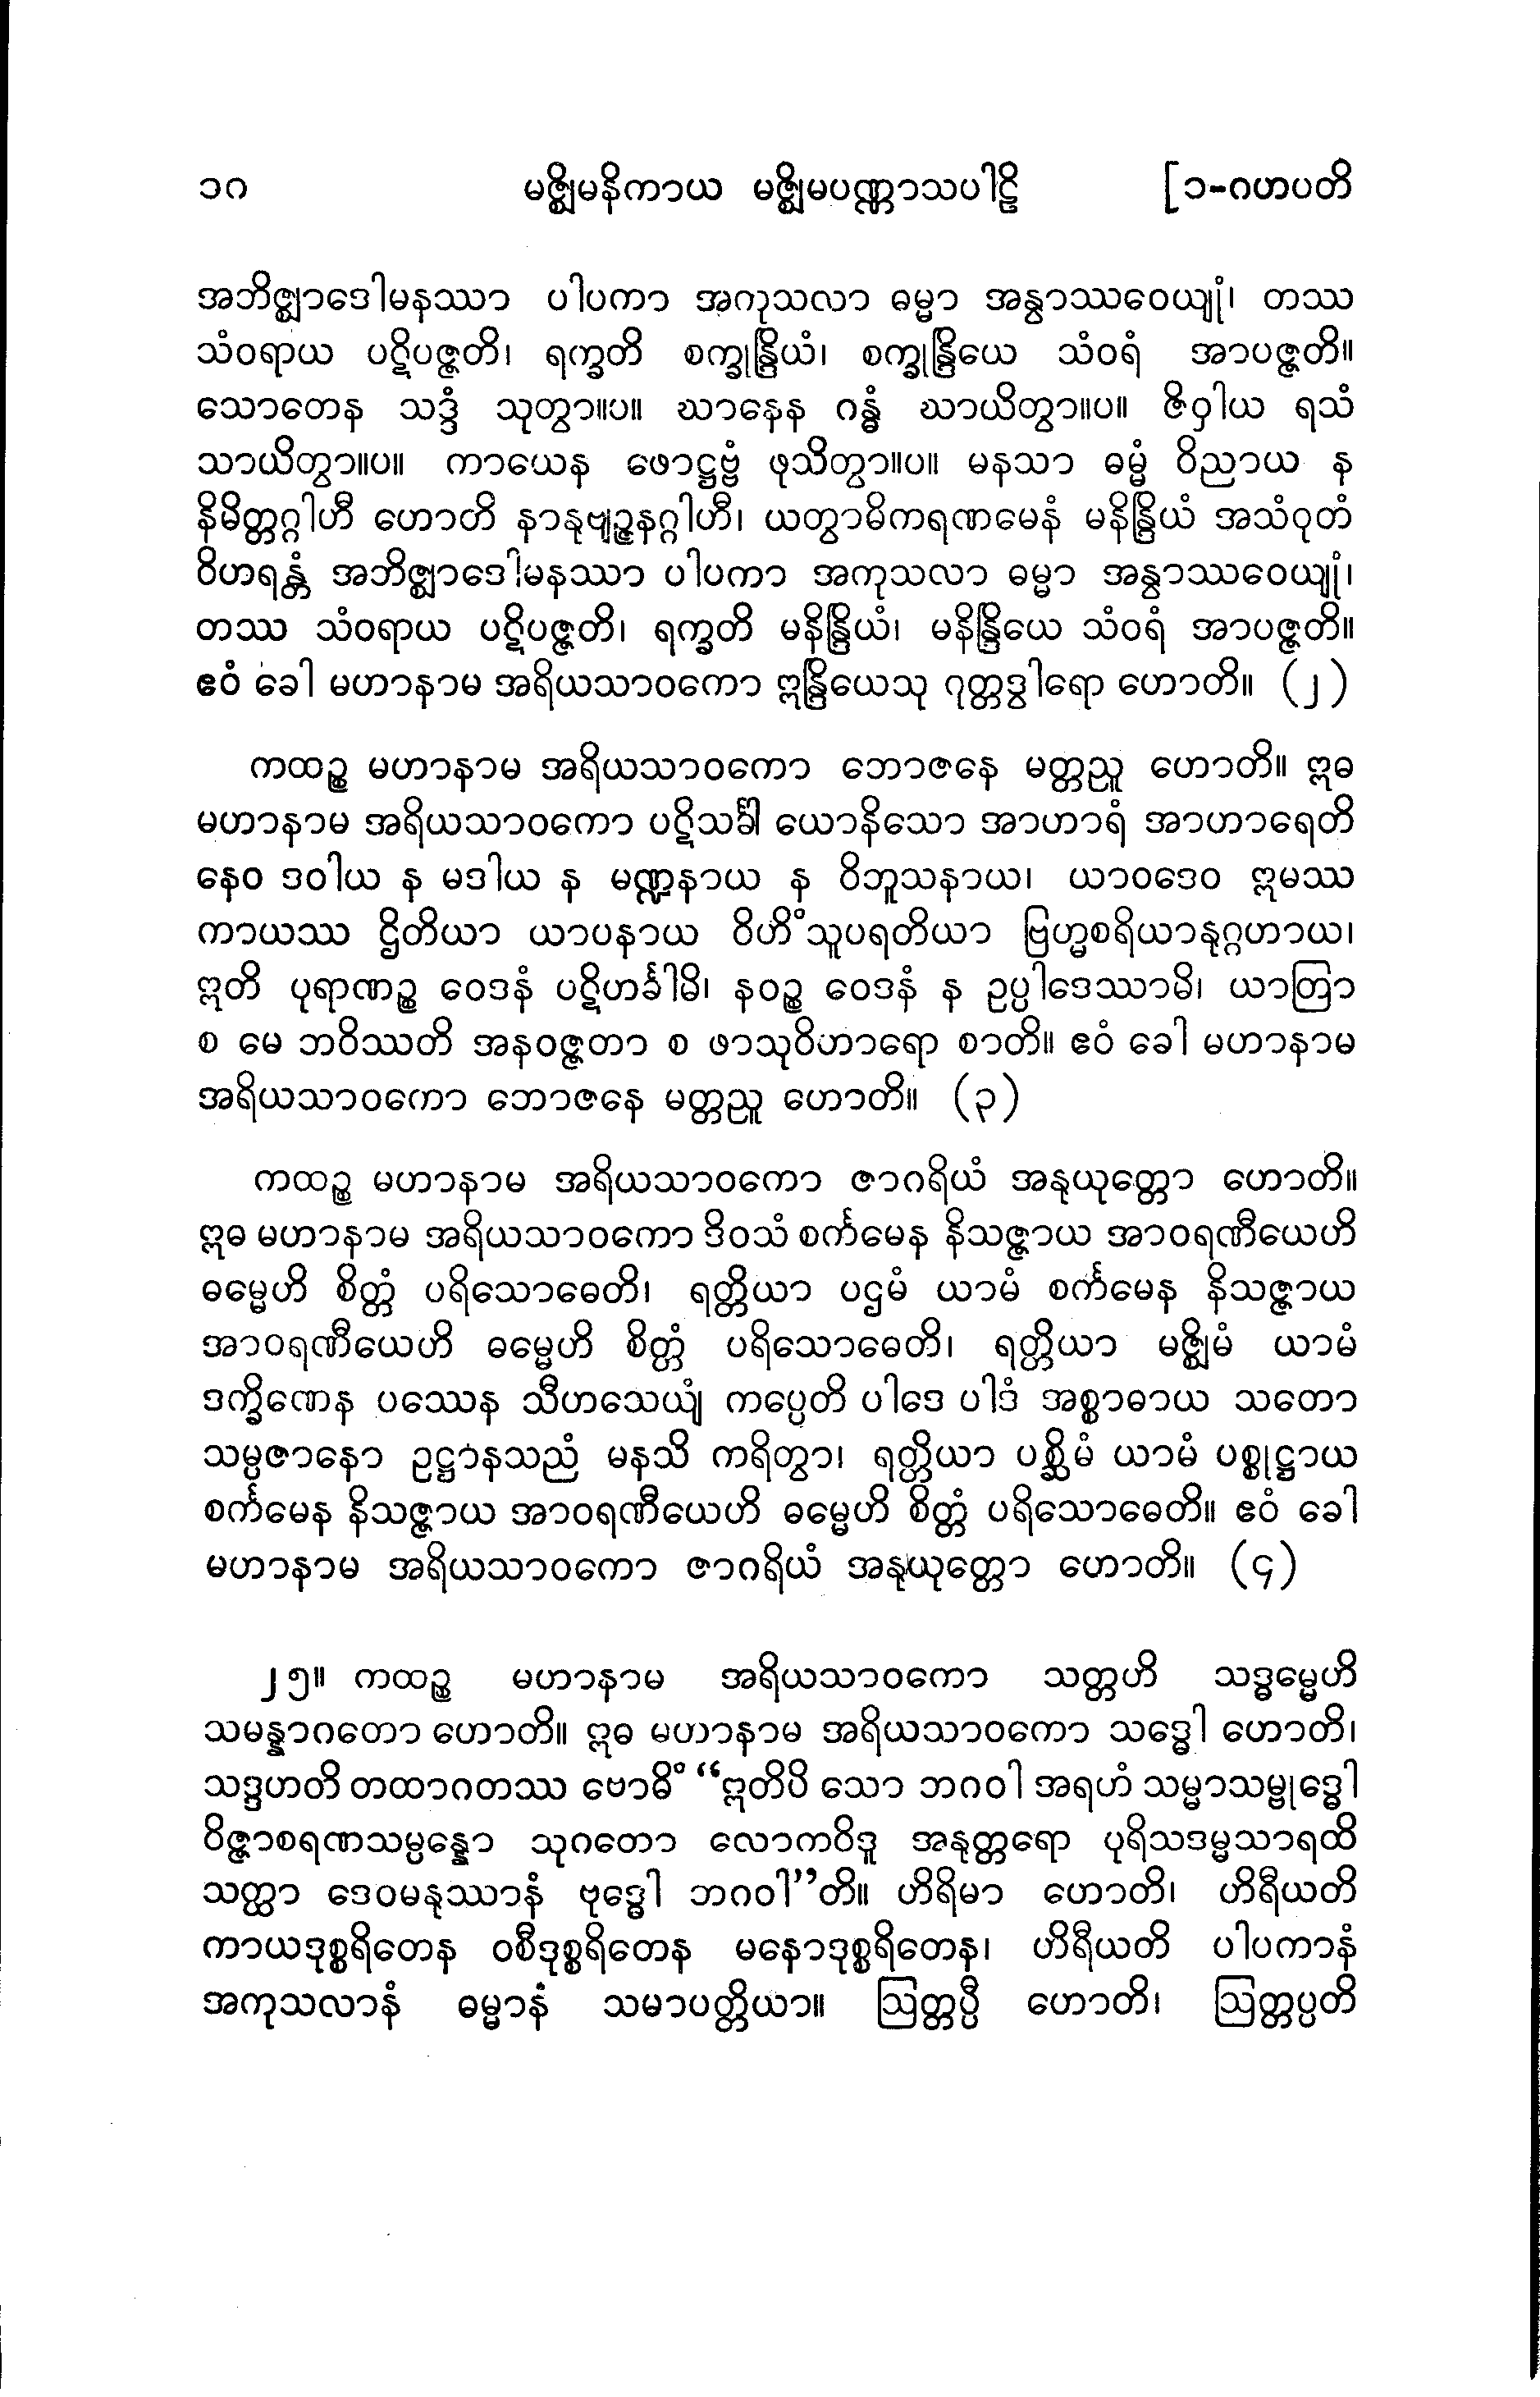 ၁ဂ မဇ္ဈိမနိကာယ မဇ္ဈိမပဏ္ဏာသပါဠိ [၁-ဂဟပတိ
အဘိဇ္ဈာဒေါမနဿာ ပါပကာ အကုသလာ ဓမ္မာ အနွာဿဝေယျုံ၊ တဿ
သံဝရာယ ပဋိပဇ္ဇတိ၊ ရက္ခတိ စက္ခုန္ဒြိယံ၊ စက္ခုန္ဒြိယေ သံဝရံ အာပဇ္ဇတိ။
သောတေန သဒ္ဒံ သုတွာ။ပ။ ဃာနေန ဂန္ဓံ ဃာယိတွာ။ပ။ ဇိဝှါယ ရသံ
သာယိတွာ။ပ။ ကာယေန ဖောဋ္ဌဗ္ဗံ ဖုသိတွာ။ပ။ မနသာ ဓမ္မံ ဝိညာယ န
နိမိတ္တဂ္ဂါဟီ ဟောတိ နာနုဗျဉ္ဇနဂ္ဂါဟီ၊ ယတွာဓိကရဏမေနံ မနိန္ဒြိယံ အသံဝုတံ
ဝိဟရန္တံ အဘိဇ္ဈာဒေါမနဿာ ပါပကာ အကုသလာ ဓမ္မာ အနွာဿဝေယျုံ၊
တဿ သံဝရာယ ပဋိပဇ္ဇတိ၊ ရက္ခတိ မနိန္ဒြိယံ၊ မနိန္ဒြိယေ သံဝရံ အာပဇ္ဇတိ။
ဧဝံ ခေါ မဟာနာမ အရိယသာဝကော ဣန္ဒြိယေသု ဂုတ္တဒွါရော ဟောတိ။ (၂)
ကထဉ္စ မဟာနာမ အရိယသာဝကော ဘောဇနေ မတ္တညူ ဟောတိ။ ဣဓ
မဟာနာမ အရိယသာဝကော ပဋိသင်္ခါ ယောနိသော အာဟာရံ အာဟာရေတိ
နေဝ ဒဝါယ န မဒါယ န မဏ္ဍနာယ န ဝိဘူသနာယ၊ ယာဝဒေဝ ဣမဿ
ကာယဿ ဌိတိယာ ယာပနာယ ဝိဟိံသူပရတိယာ ဗြဟ္မစရိယာနုဂ္ဂဟာယ၊
ဣတိ ပုရာဏဉ္စ ဝေဒနံ ပဋိဟင်္ခါမိ၊ နဝဉ္စ ဝေဒနံ န ဥပ္ပါဒေဿာမိ၊ ယာတြာ
စ မေ ဘဝိဿတိ အနဝဇ္ဇတာ စ ဖာသုဝိဟာရော စာတိ။ ဧဝံ ခေါ မဟာနာမ
အရိယသာဝကော ဘောဇနေ မတ္တညူ ဟောတိ။ (၃)
ကထဉ္စ မဟာနာမ အရိယသာဝကော ဇာဂရိယံ အနုယုတ္တော ဟောတိ။
ဣဓ မဟာနာမ အရိယသာဝကော ဒိဝသံ စင်္ကမေန နိသဇ္ဇာယ အာဝရဏီယေဟိ
ဓမ္မေဟိ စိတ္တံ ပရိသောဓေတိ၊ ရတ္တိယာ ပဌမံ ယာမံ စင်္ကမေန နိသဇ္ဇာယ
အာဝရဏီယေဟိ ဓမ္မေဟိ စိတ္တံ ပရိသောဓေတိ၊ ရတ္တိယာ မဇ္ဈိမံ ယာမံ
ဒက္ခိဏေန ပဿေန သီဟသေယျံ ကပ္ပေတိ ပါဒေ ပါဒံ အစ္စာဓာယ သတော
သမ္ပဇာနော ဥဋ္ဌာနသညံ မနသိ ကရိတွာ၊ ရတ္တိယာ ပစ္ဆိမံ ယာမံ ပစ္စုဋ္ဌာယ
စင်္ကမေန နိသဇ္ဇာယ အာဝရဏီယေဟိ ဓမ္မေဟိ စိတ္တံ ပရိသောဓေတိ။ ဧဝံ ခေါ
မဟာနာမ အရိယသာဝကော ဇာဂရိယံ အနုယုတ္တော ဟောတိ။ (၄)
၂၅။ ကထဉ္စ မဟာနာမ အရိယသာဝကော သတ္တဟိ သဒ္ဓမ္မေဟိ
သမန္နာဂတော ဟောတိ။ ဣဓ မဟာနာမ အရိယသာဝကော သဒ္ဓေါ ဟောတိ၊
သဒ္ဒဟတိ တထာဂတဿ ဗောဓိံ “ဣတိပိ သော ဘဂဝါ အရဟံ သမ္မာသမ္ဗုဒ္ဓေါ
ဝိဇ္ဇာစရဏသမ္ပန္နော သုဂတော လောကဝိဒူ အနုတ္တရော ပုရိသဒမ္မသာရထိ
သတ္ထာ ဒေဝမနုဿာနံ ဗုဒ္ဓေါ ဘဂဝါ”တိ။ ဟိရိမာ ဟောတိ၊ ဟိရီယတိ
ကာယဒုစ္စရိတေန ဝစီဒုစ္စရိတေန မနောဒုစ္စရိတေန၊ ဟိရီယတိ ပါပကာနံ
အကုသလာနံ ဓမ္မာနံ သမာပတ္တိယာ။ ဩတ္တပ္ပီ ဟောတိ၊ ဩတ္တပ္ပတိ